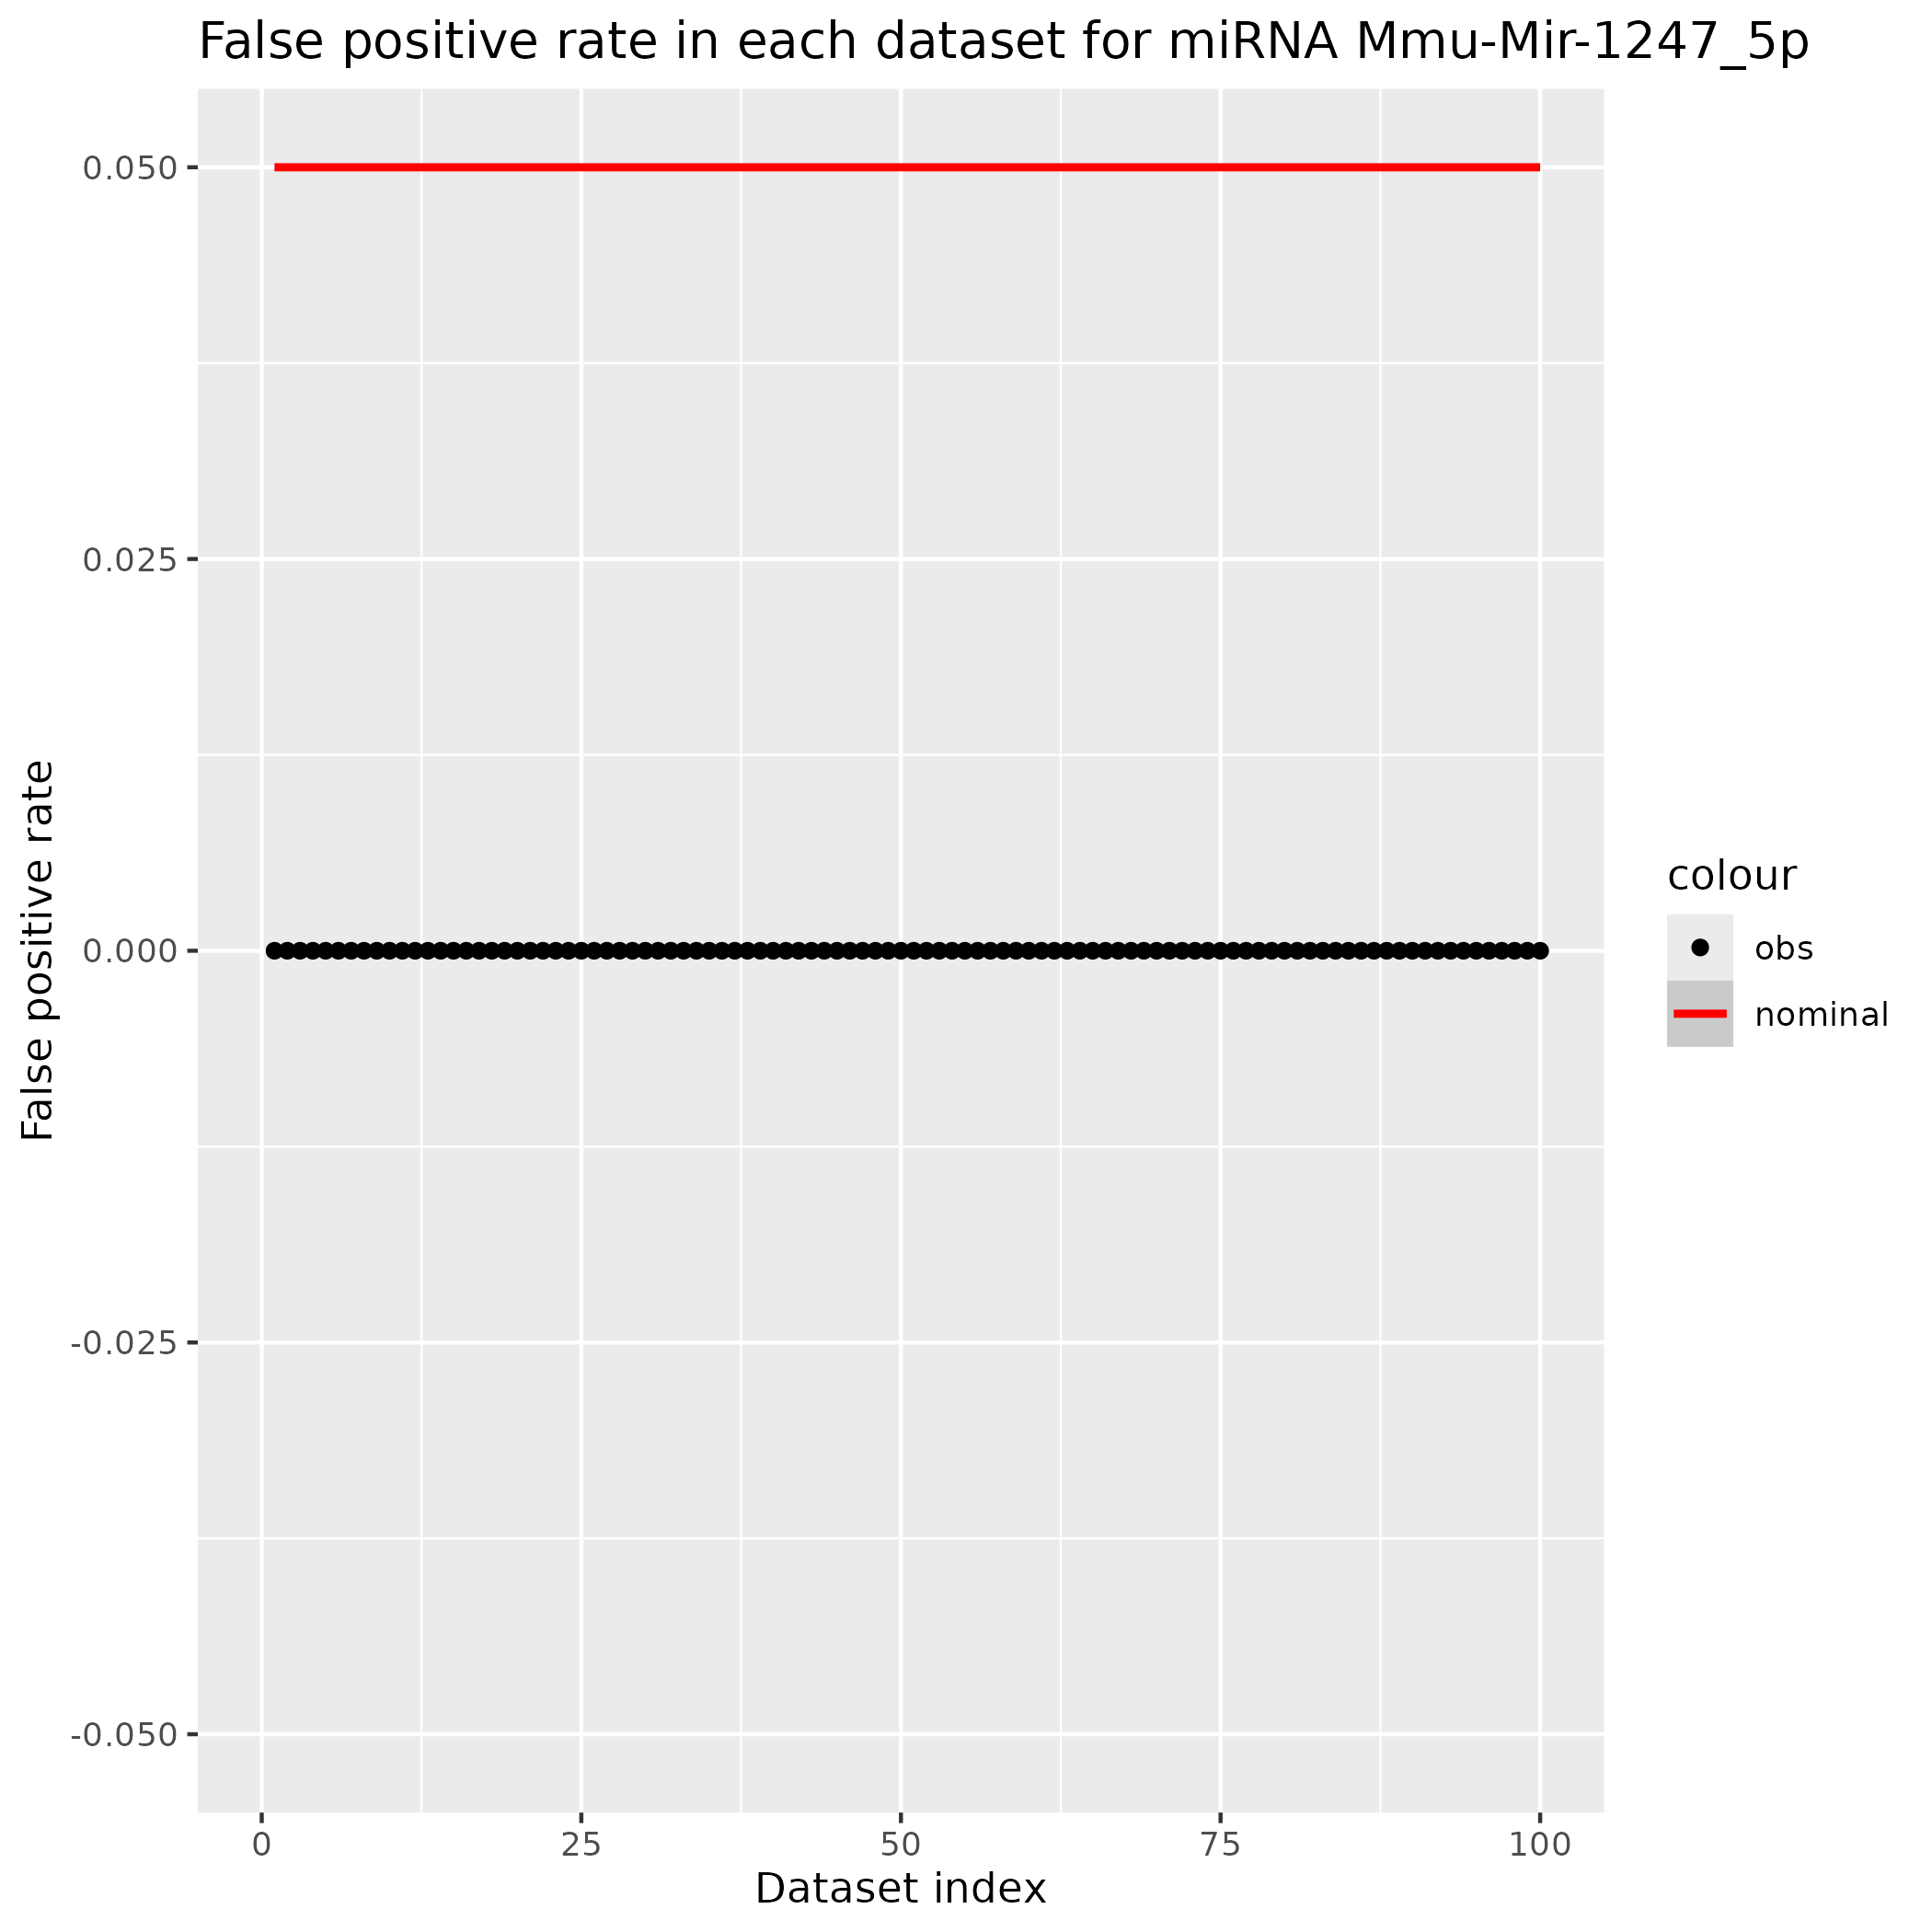 False positive rate in each dataset for miRNA Mmu-Mir-1247_5p
0.050
0.025
0.000
-0.025
-0.050
False positive rate
0 25 50 75 100
Dataset index
colour
obs
nominal